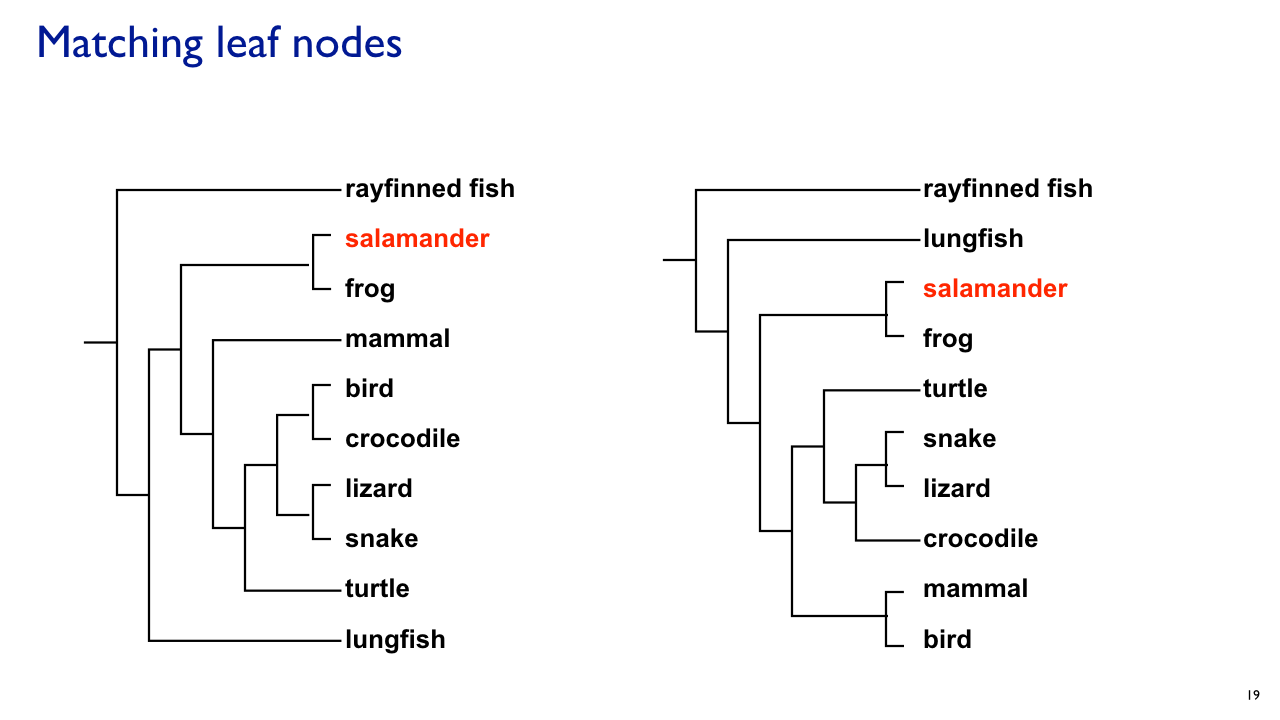 Matching leaf nodes
rayfinned fish
salamander
frog
mammal
bird
crocodile
lizard
snake
turtle
lungfish
rayfinned fish
lungfish
salamander
frog
turtle
snake
lizard
crocodile
mammal
bird
19